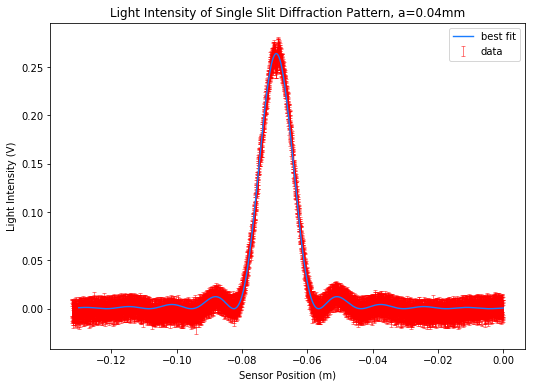 Light Intensity of Single Slit Diffraction Pattern, a=0.04mm
best fit
data
0.25
0.20
0.15
0.10
0.05
0.00
Light Intensity (V)
−0.12 −0.10 −0.08 −0.06 −0.04 −0.02 0.00
Sensor Position (m)